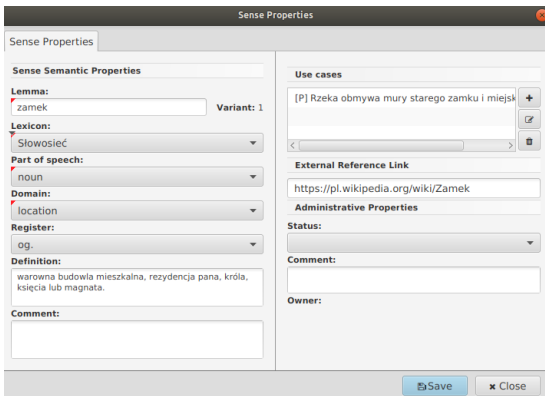 Sense Properties
Sense Properties
Sense Semantic Properties
Lemma:
zamek
Variant: 1
Lexicon:
Słowosieć
Part of speech:
noun
Domain:
location
Register:
og.
Definition:
warowna budowla mieszkalna, rezydencja pana, króla,
księcia lub magnata.
Comment:
Use cases
[P] Rzeka obmywa mury starego zamku i miejsk
External Reference Link
https://pl.wikipedia.org/wiki/Zamek
Administrative Properties
Status:
Comment:
Owner:
Save
Close